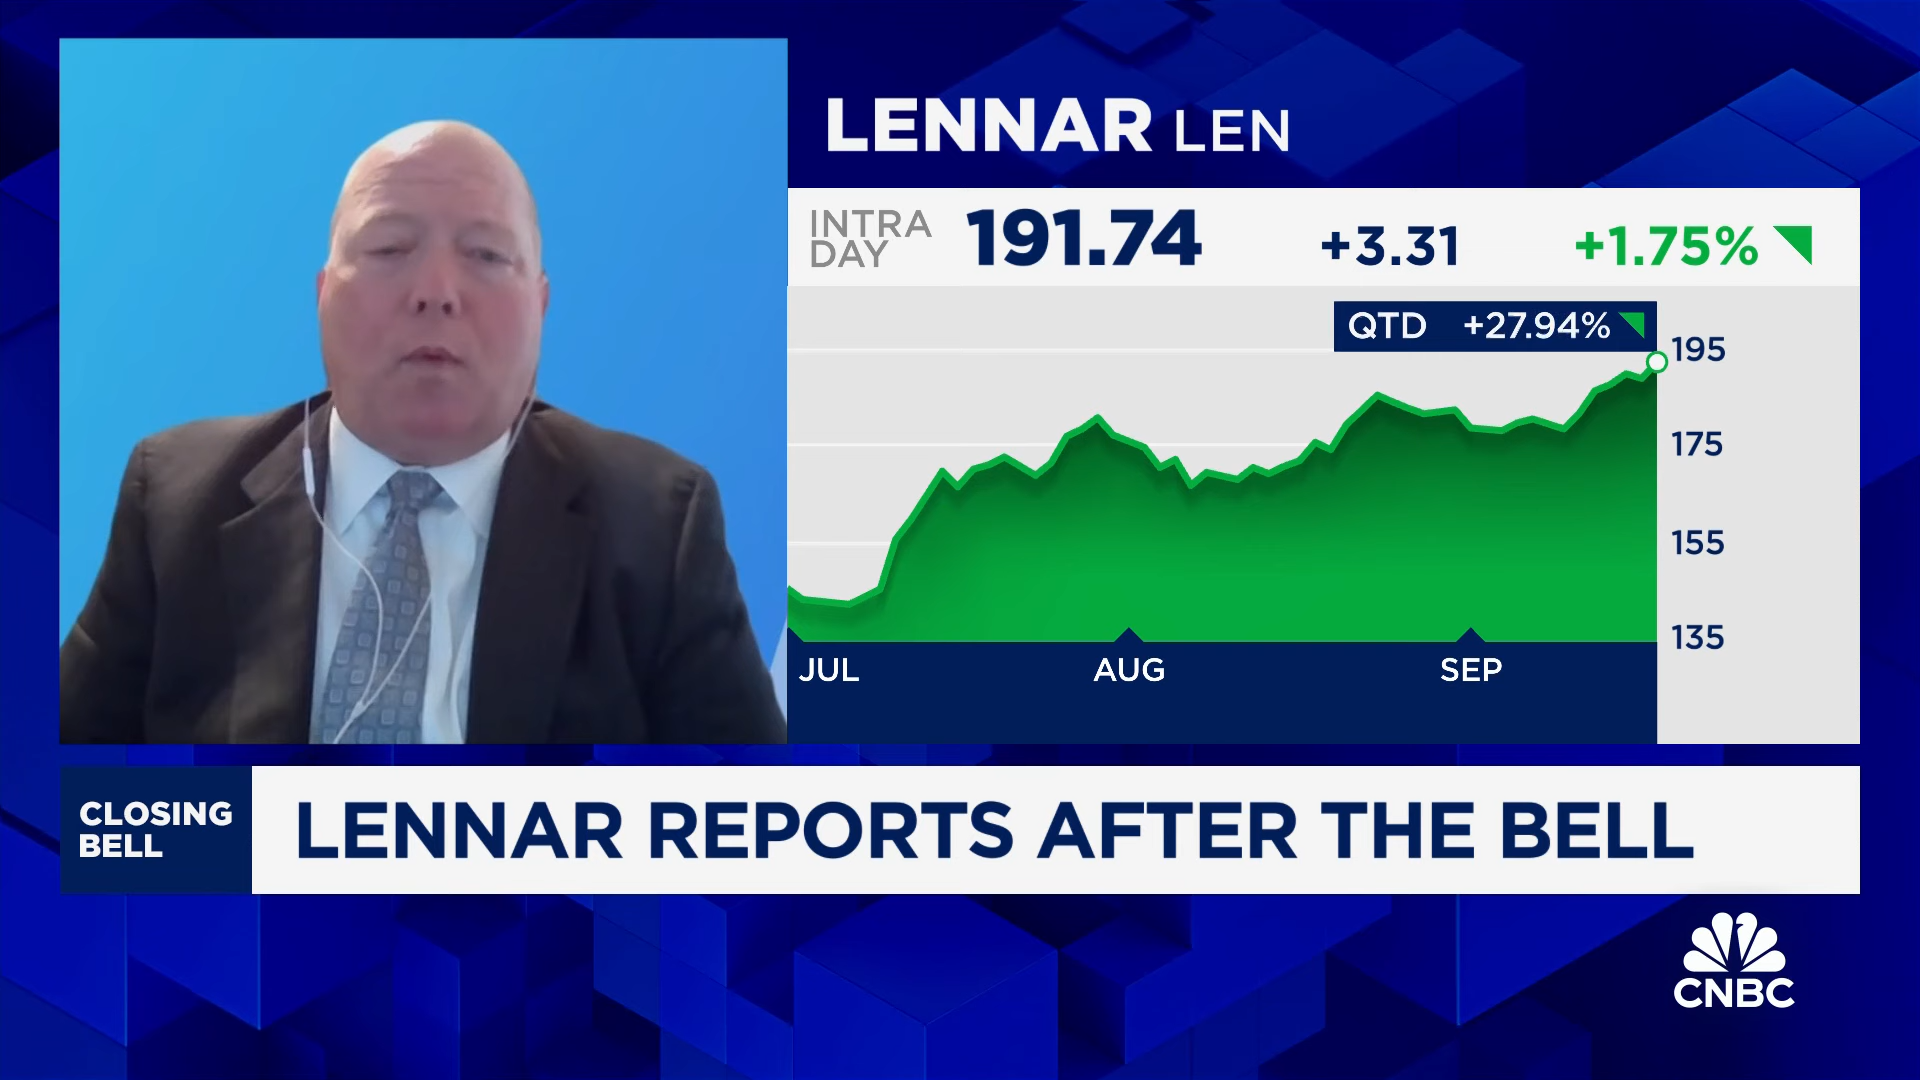 LENNAR LEN
INTRA
DAY
191.74
+3.31
+1.75%
QTD +27.94%
195
175
155
135
JUL
AUG
SEP
CLOSING
BELL
LENNAR REPORTS AFTER THE BELL
CNBC